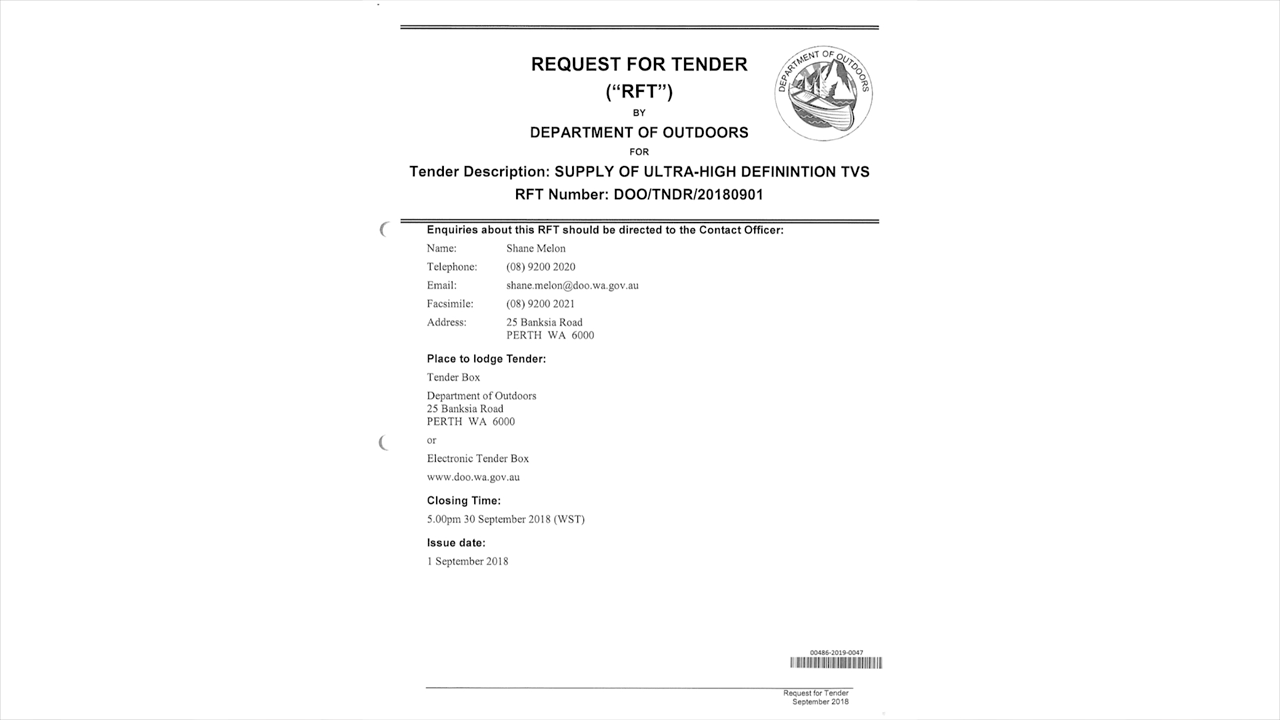 REQUEST FOR TENDER
(“RFT”)
BY
DEPARTMENT OF OUTDOORS
FOR
Tender Description: SUPPLY OF ULTRA-HIGH DEFININTION TVS
RFT Number: DOO/TNDR/20180901
DEPARTMENT OF OUTDOORS
Enquiries about this RFT should be directed to the Contact Officer:
Name: Shane Melon
Telephone: (08) 9200 2020
Email: shane.melon@doo.wa.gov.au
Facsimile: (08) 9200 2021
Address: 25 Banksia Road
PERTH WA 6000
Place to lodge Tender:
Tender Box
Department of Outdoors
25 Banksia Road
PERTH WA 6000
or
Electronic Tender Box
www.doo.wa.gov.au
Closing Time:
5.00pm 30 September 2018 (WST)
Issue date:
1 September 2018
00486-2019-0047
Request for Tender
September 2018